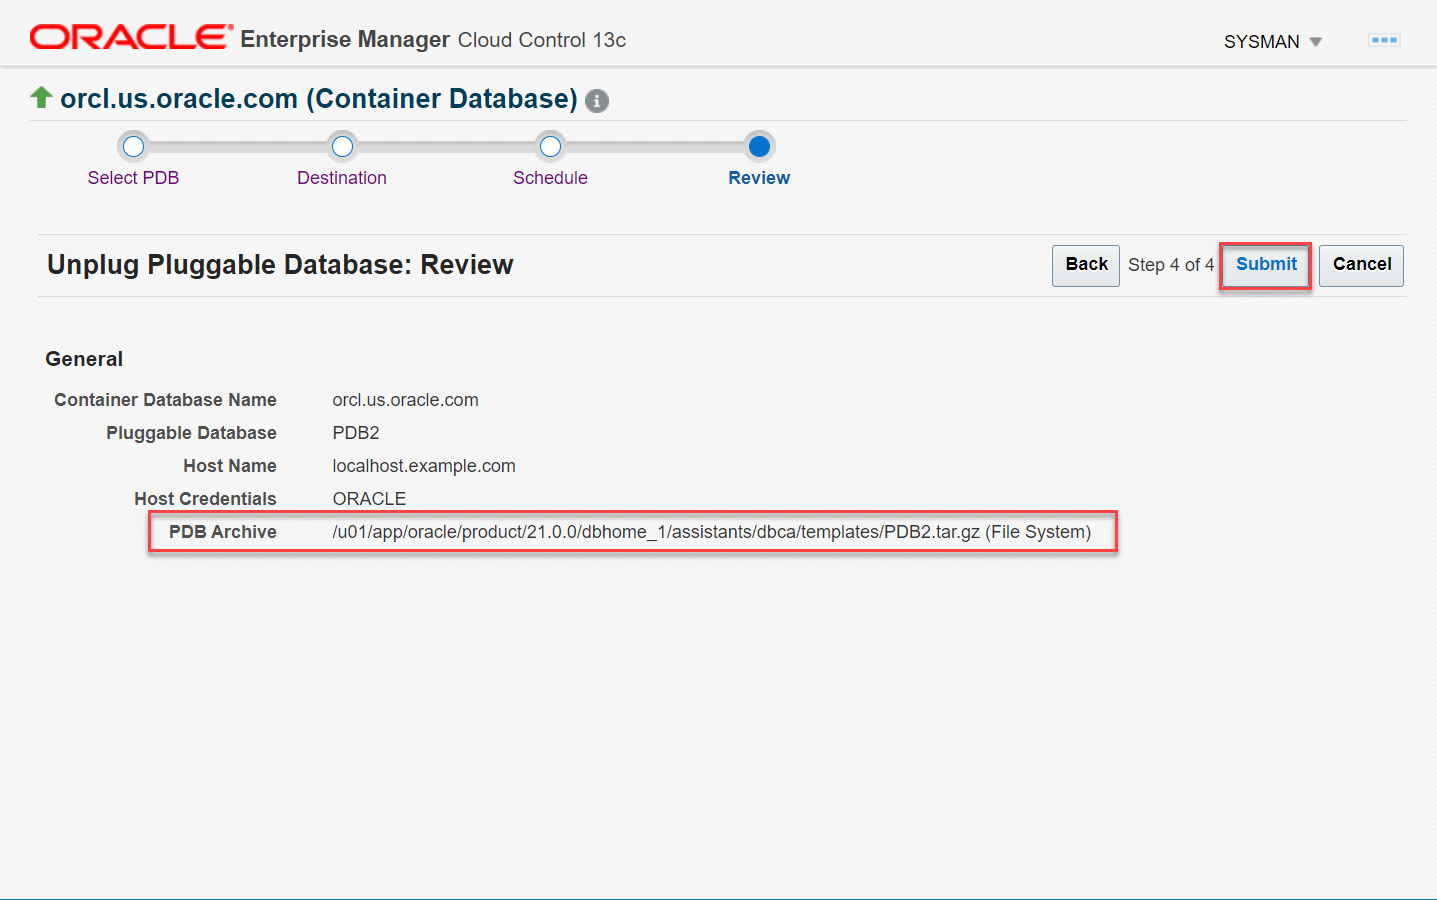 ORACLE Enterprise Manager Cloud Control 13c
SYSMAN
orcl.us.oracle.com (Container Database) i
Select PDB Destination Schedule Review
Unplug Pluggable Database: Review
Back Step 4 of 4 Submit Cancel
General
Container Database Name orcl.us.oracle.com
Pluggable Database PDB2
Host Name localhost.example.com
Host Credentials ORACLE
PDB Archive /u01/app/oracle/product/21.0.0/dbhome_1/assistants/dbca/templates/PDB2.tar.gz (File System)